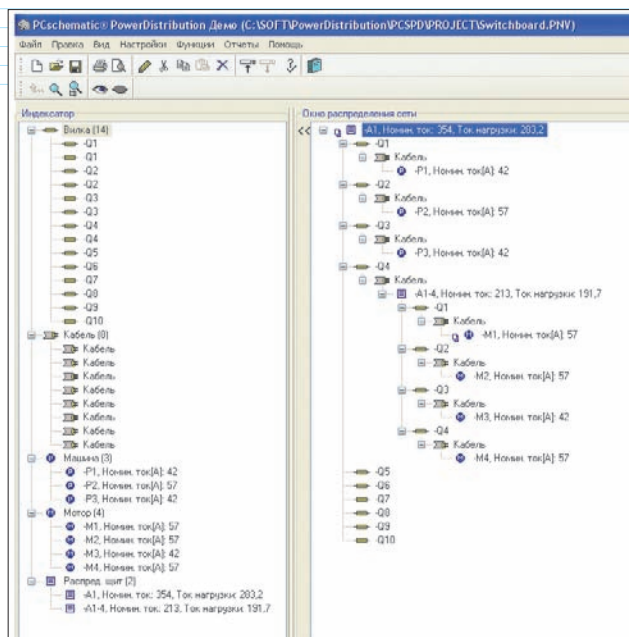 PCschematic® PowerDistribution Демо (C:\SOFT\PowerDistribution\PCSPD\PROJECT\Switchboard.PNV)
Файл Правка Вид Настройки Функции Отчеты Помощь
Индексатор
Вилка (14)
-Q1
-Q1
-Q2
-Q2
-Q3
-Q3
-Q4
-Q4
-Q5
-Q6
-Q7
-Q8
-Q9
-Q10
Кабель (8)
Кабель
Кабель
Кабель
Кабель
Кабель
Кабель
Кабель
Кабель
Машина (3)
-P1, Номин. ток[A]: 42
-P2, Номин. ток[A]: 57
-P3, Номин. ток[A]: 42
Мотор (4)
-M1, Номин. ток[A]: 57
-M2, Номин. ток[A]: 57
-M3, Номин. ток[A]: 42
-M4, Номин. ток[A]: 57
Распред. щит (2)
-A1, Номин. ток: 354, Ток нагрузки: 283,2
-A1-4, Номин. ток: 213, Ток нагрузки: 191,7
Окно распределения сети
<<
-A1, Номин. ток: 354, Ток нагрузки: 283,2
-Q1
Кабель
-P1, Номин. ток[A]: 42
-Q2
Кабель
-P2, Номин. ток[A]: 57
-Q3
Кабель
-P3, Номин. ток[A]: 42
-Q4
Кабель
-A1-4, Номин. ток: 213, Ток нагрузки: 191,7
-Q1
Кабель
-M1, Номин. ток[A]: 57
-Q2
Кабель
-M2, Номин. ток[A]: 57
-Q3
Кабель
-M3, Номин. ток[A]: 42
-Q4
Кабель
-M4, Номин. ток[A]: 57
-Q5
-Q6
-Q7
-Q8
-Q9
-Q10